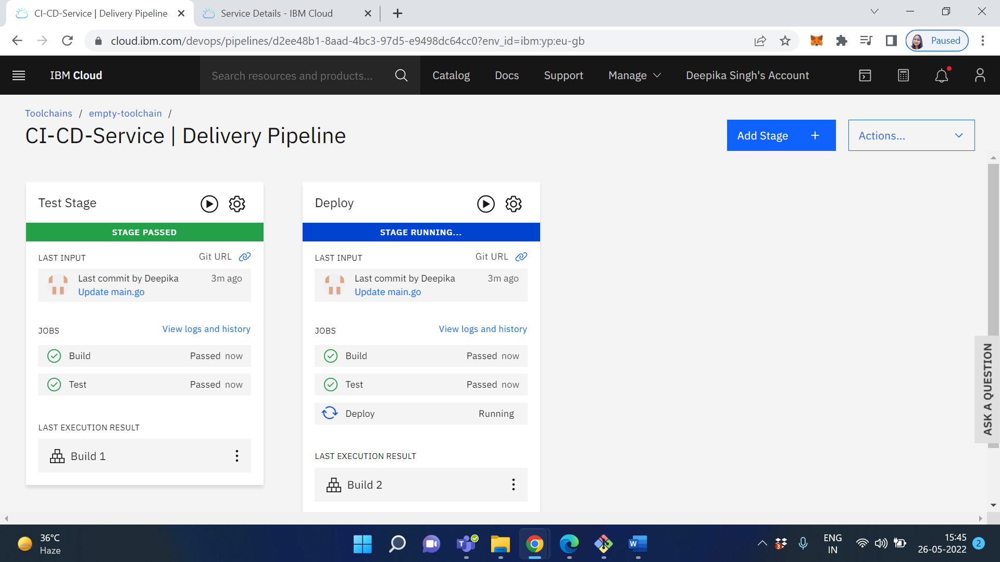 CI-CD-Service | Delivery Pipeline
Service Details - IBM Cloud
cloud.ibm.com/devops/pipelines/d2ee48b1-8aad-4bc3-97d5-e9498dc64cc0?env_id=ibm:yp:eu-gb
Paused
IBM Cloud
Search resources and products...
Catalog
Docs
Support
Manage
Deepika Singh's Account
Toolchains / empty-toolchain /
CI-CD-Service | Delivery Pipeline
Add Stage +
Actions...
Test Stage
STAGE PASSED
LAST INPUT
Git URL
Last commit by Deepika
3m ago
Update main.go
JOBS
View logs and history
Build Passed now
Test Passed now
LAST EXECUTION RESULT
Build 1
Deploy
STAGE RUNNING...
LAST INPUT
Git URL
Last commit by Deepika
3m ago
Update main.go
JOBS
View logs and history
Build Passed now
Test Passed now
Deploy Running
LAST EXECUTION RESULT
Build 2
ASK A QUESTION
36°C
Haze
T
W
3
ENG
IN
15:45
26-05-2022
2